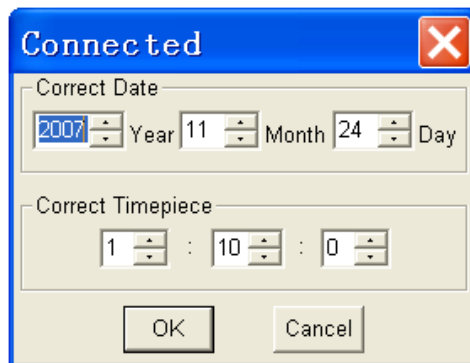 Connected
Correct Date
2007 Year 11 Month 24 Day
Correct Timepiece
1 : 10 : 0
OK Cancel